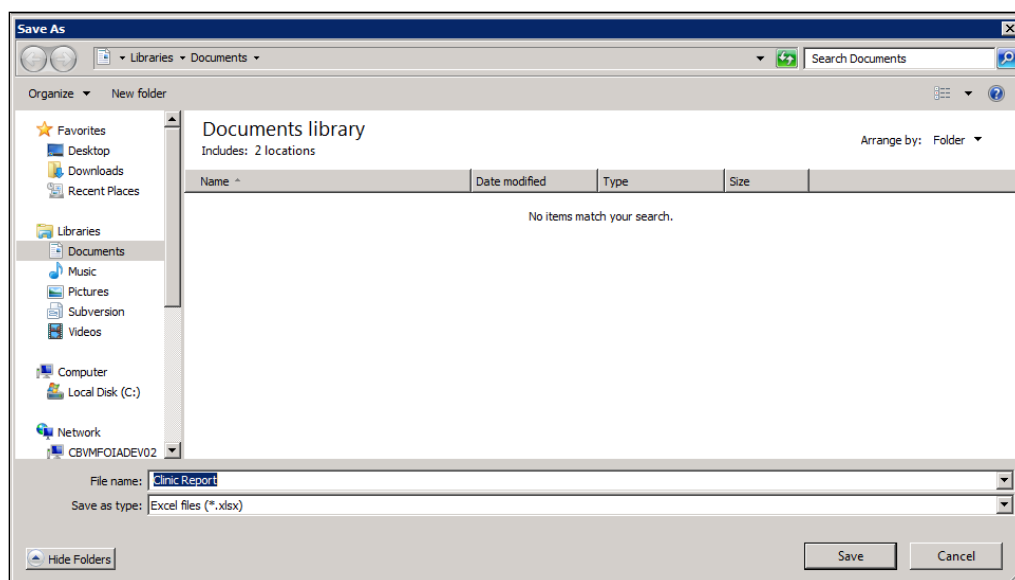 Save As
Libraries Documents
Search Documents
Organize New folder
Favorites
Desktop
Downloads
Recent Places
Libraries
Documents
Music
Pictures
Subversion
Videos
Computer
Local Disk (C:)
Network
CBVMFOIADEV02
Documents library
Includes: 2 locations
Arrange by: Folder
Name Date modified Type Size
No items match your search.
File name: Clinic Report
Save as type: Excel files (*.xlsx)
Hide Folders Save Cancel